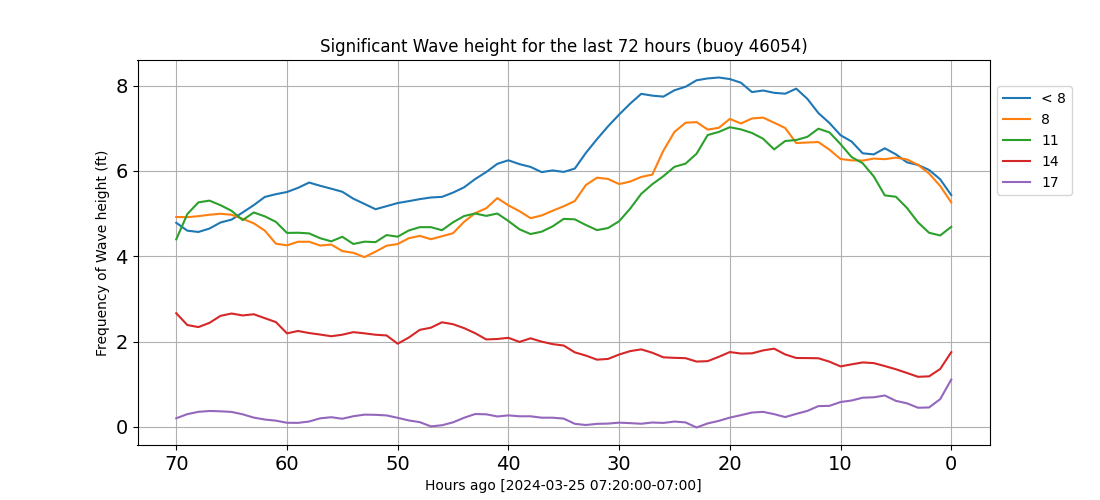 Significant Wave height for the last 72 hours (buoy 46054)
Frequency of Wave height (ft)
8
6
4
2
0
70 60 50 40 30 20 10 0
Hours ago [2024-03-25 07:20:00-07:00]
< 8
8
11
14
17